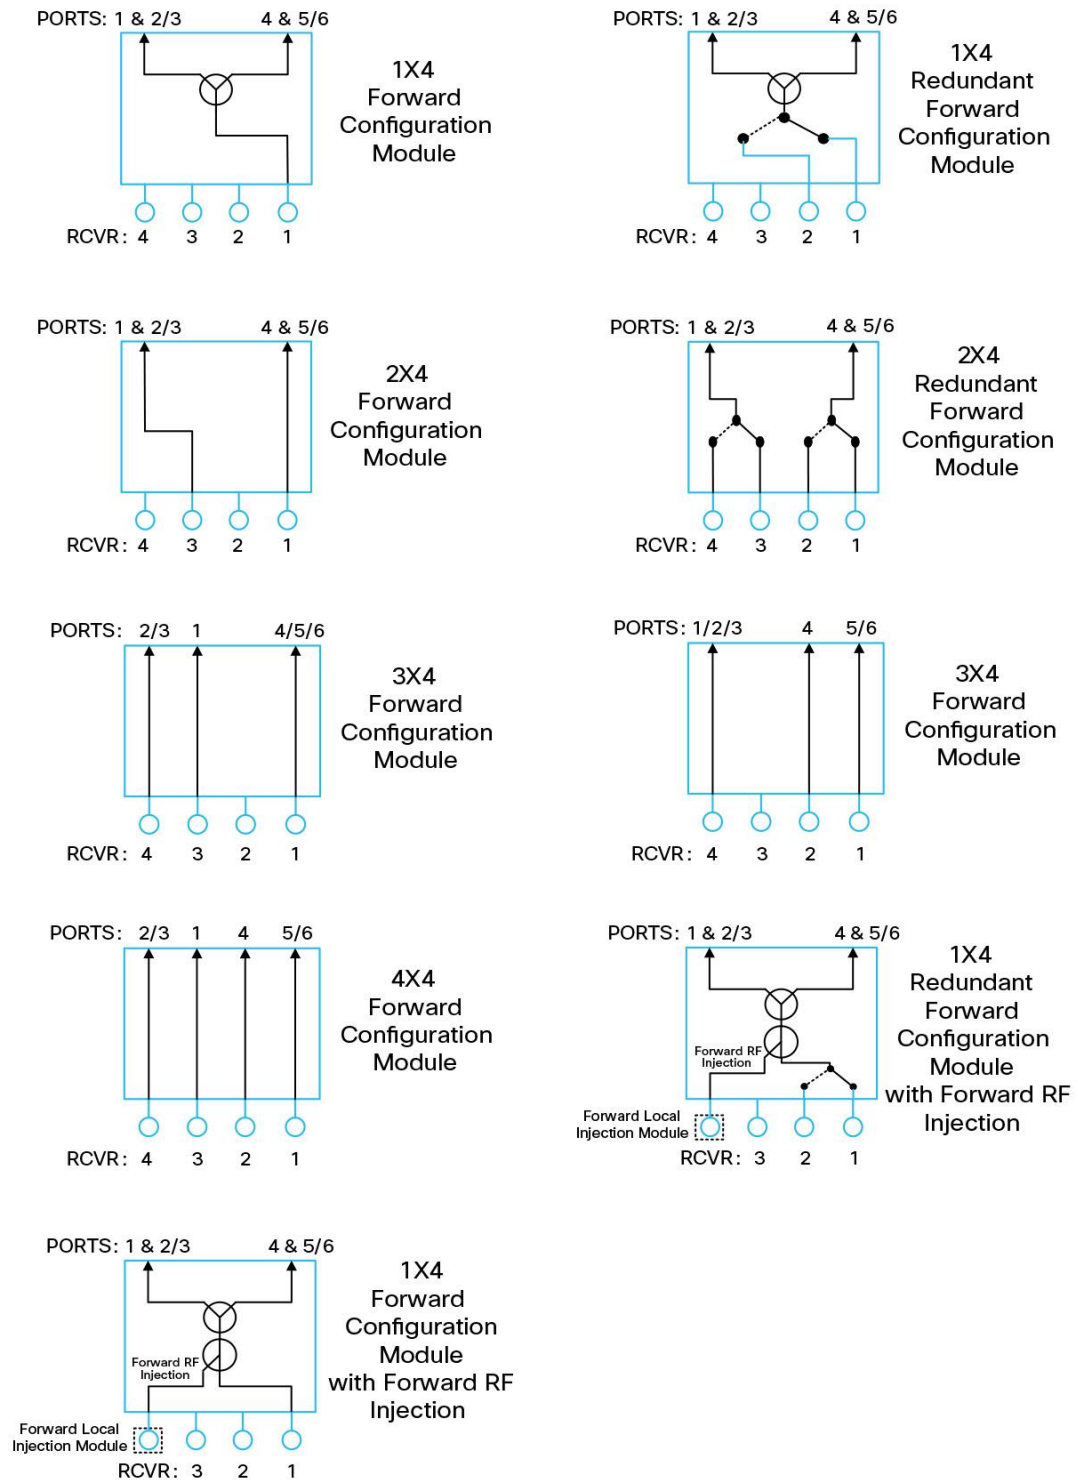 PORTS: 1 & 2/3 4 & 5/6
1X4
Forward
Configuration
Module
RCVR: 4 3 2 1
PORTS: 1 & 2/3 4 & 5/6
1X4
Redundant
Forward
Configuration
Module
RCVR: 4 3 2 1
PORTS: 1 & 2/3 4 & 5/6
2X4
Forward
Configuration
Module
RCVR: 4 3 2 1
PORTS: 1 & 2/3 4 & 5/6
2X4
Redundant
Forward
Configuration
Module
RCVR: 4 3 2 1
PORTS: 2/3 1 4/5/6
3X4
Forward
Configuration
Module
RCVR: 4 3 2 1
PORTS: 1/2/3 4 5/6
3X4
Forward
Configuration
Module
RCVR: 4 3 2 1
PORTS: 2/3 1 4 5/6
4X4
Forward
Configuration
Module
RCVR: 4 3 2 1
PORTS: 1 & 2/3 4 & 5/6
1X4
Redundant
Forward
Configuration
Module
with Forward RF
Injection
Forward RF
Injection
Forward Local
Injection Module
RCVR: 3 2 1
PORTS: 1 & 2/3 4 & 5/6
1X4
Forward
Configuration
Module
with Forward RF
Injection
Forward RF
Injection
Forward Local
Injection Module
RCVR: 3 2 1